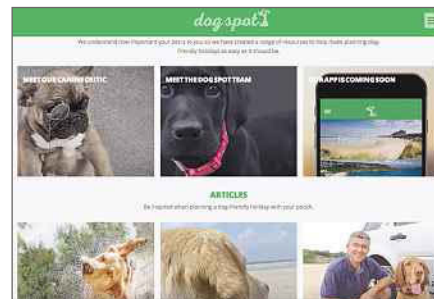 dogspot
We understand how important your pet is to you so we have created a range of resources to help make planning dog-
friendly holidays as easy as it should be.
MEET OUR CANINE CRITIC
MEET THE DOG SPOT TEAM
OUR APP IS COMING SOON
ARTICLES
Be inspired when planning a dog-friendly holiday with your pooch.